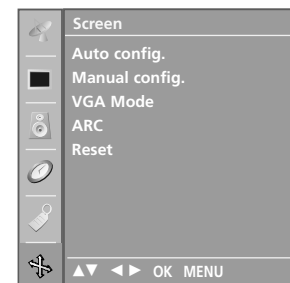 Screen
Auto config.
Manual config.
VGA Mode
ARC
Reset
▲▼ ◄► OK MENU